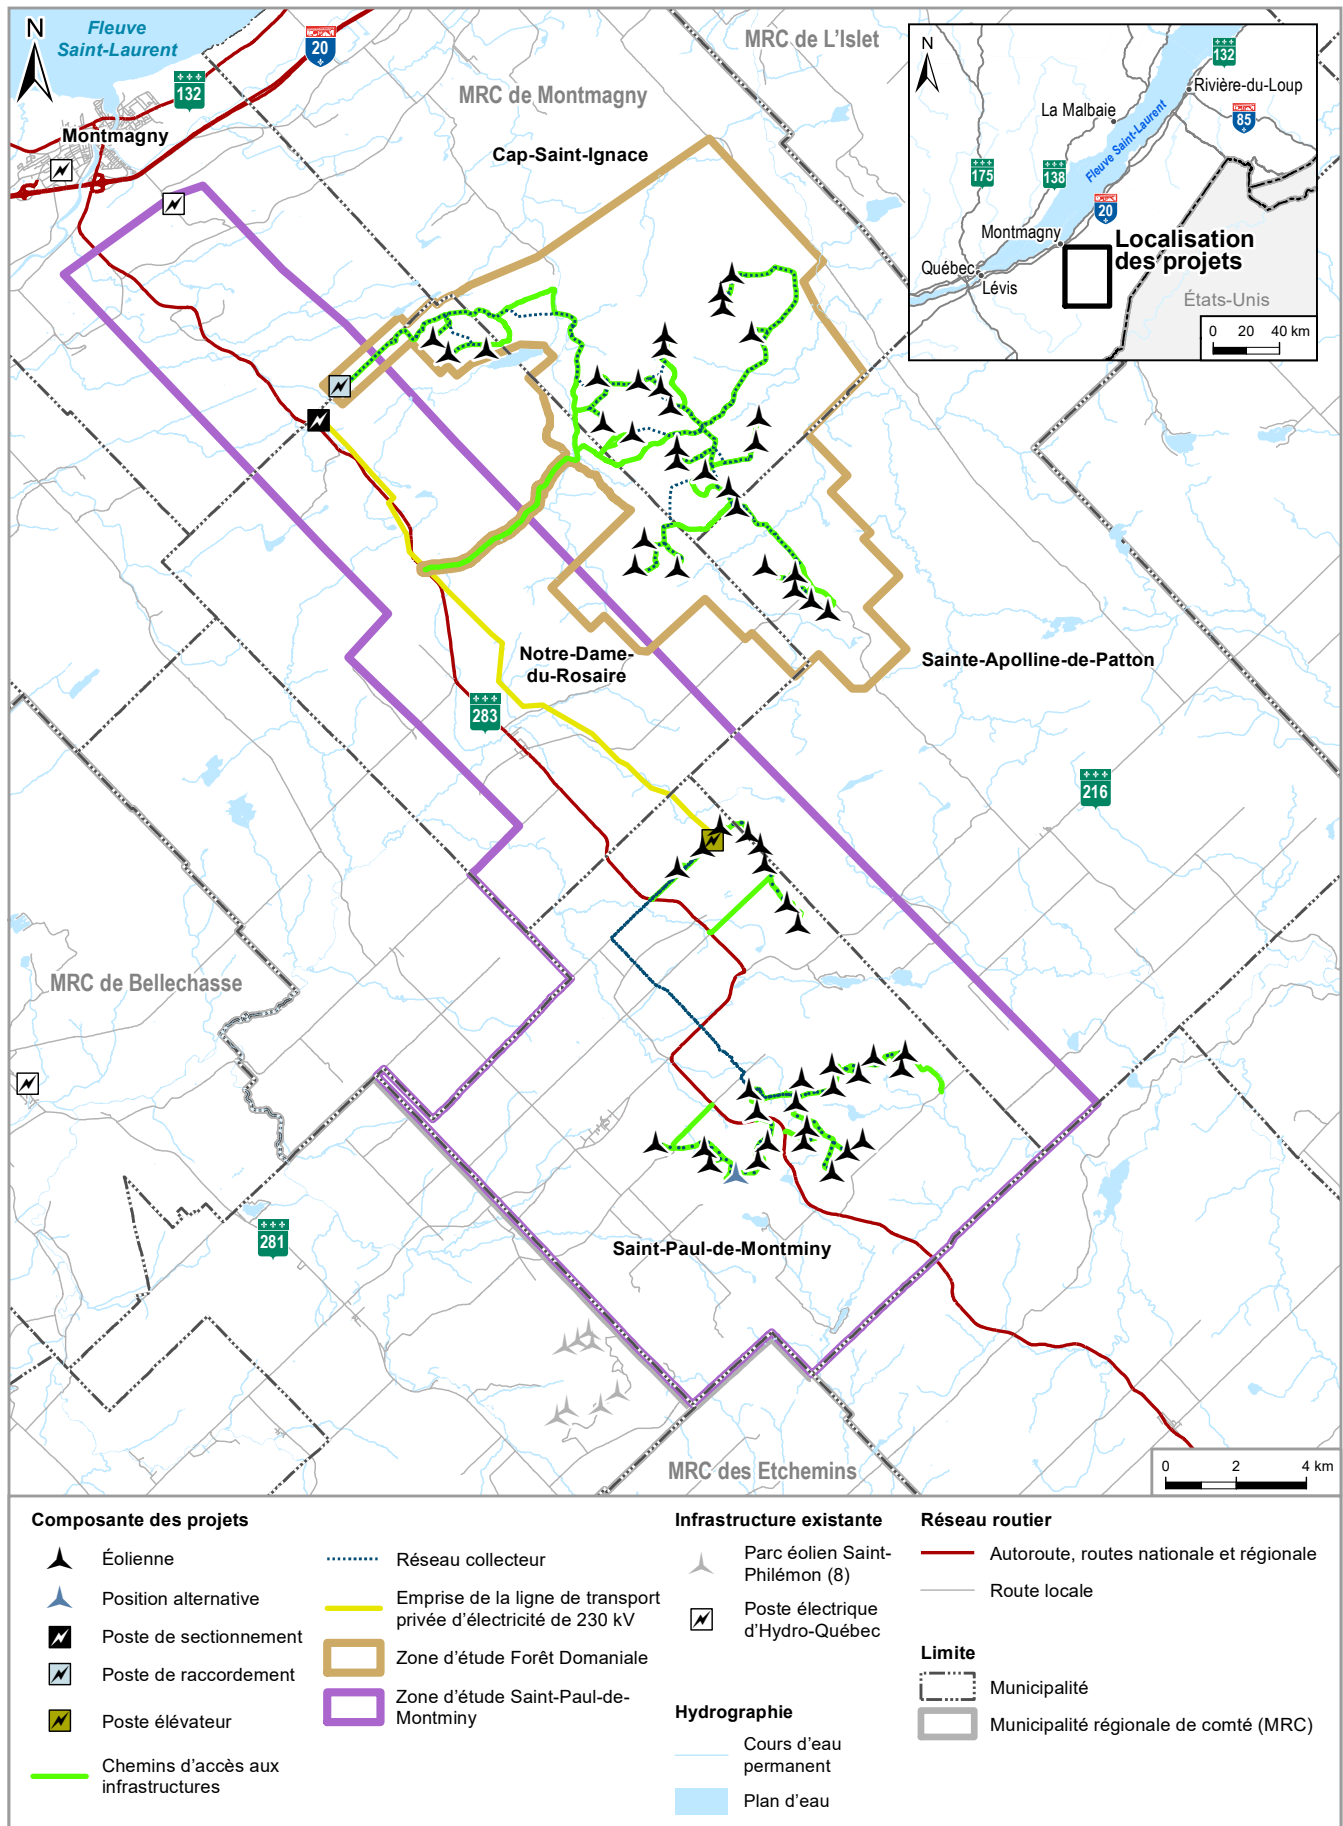 N
Fleuve
Saint-Laurent
20
132
Montmagny
MRC de L'Islet
MRC de Montmagny
Cap-Saint-Ignace
N
132
Rivière-du-Loup
La Malbaie
85
Fleuve Saint-Laurent
175
138
20
Montmagny
Localisation
des projets
Québec
Lévis
États-Unis
0 20 40 km
Notre-Dame-
du-Rosaire
Sainte-Apolline-de-Patton
283
216
MRC de Bellechasse
281
Saint-Paul-de-Montminy
MRC des Etchemins
0 2 4 km
Composante des projets
Éolienne
Position alternative
Poste de sectionnement
Poste de raccordement
Poste élévateur
Chemins d'accès aux
infrastructures
Réseau collecteur
Emprise de la ligne de transport
privée d'électricité de 230 kV
Zone d'étude Forêt Domaniale
Zone d'étude Saint-Paul-de-
Montminy
Infrastructure existante
Parc éolien Saint-
Philémon (8)
Poste électrique
d'Hydro-Québec
Hydrographie
Cours d'eau
permanent
Plan d'eau
Réseau routier
Autoroute, routes nationale et régionale
Route locale
Limite
Municipalité
Municipalité régionale de comté (MRC)